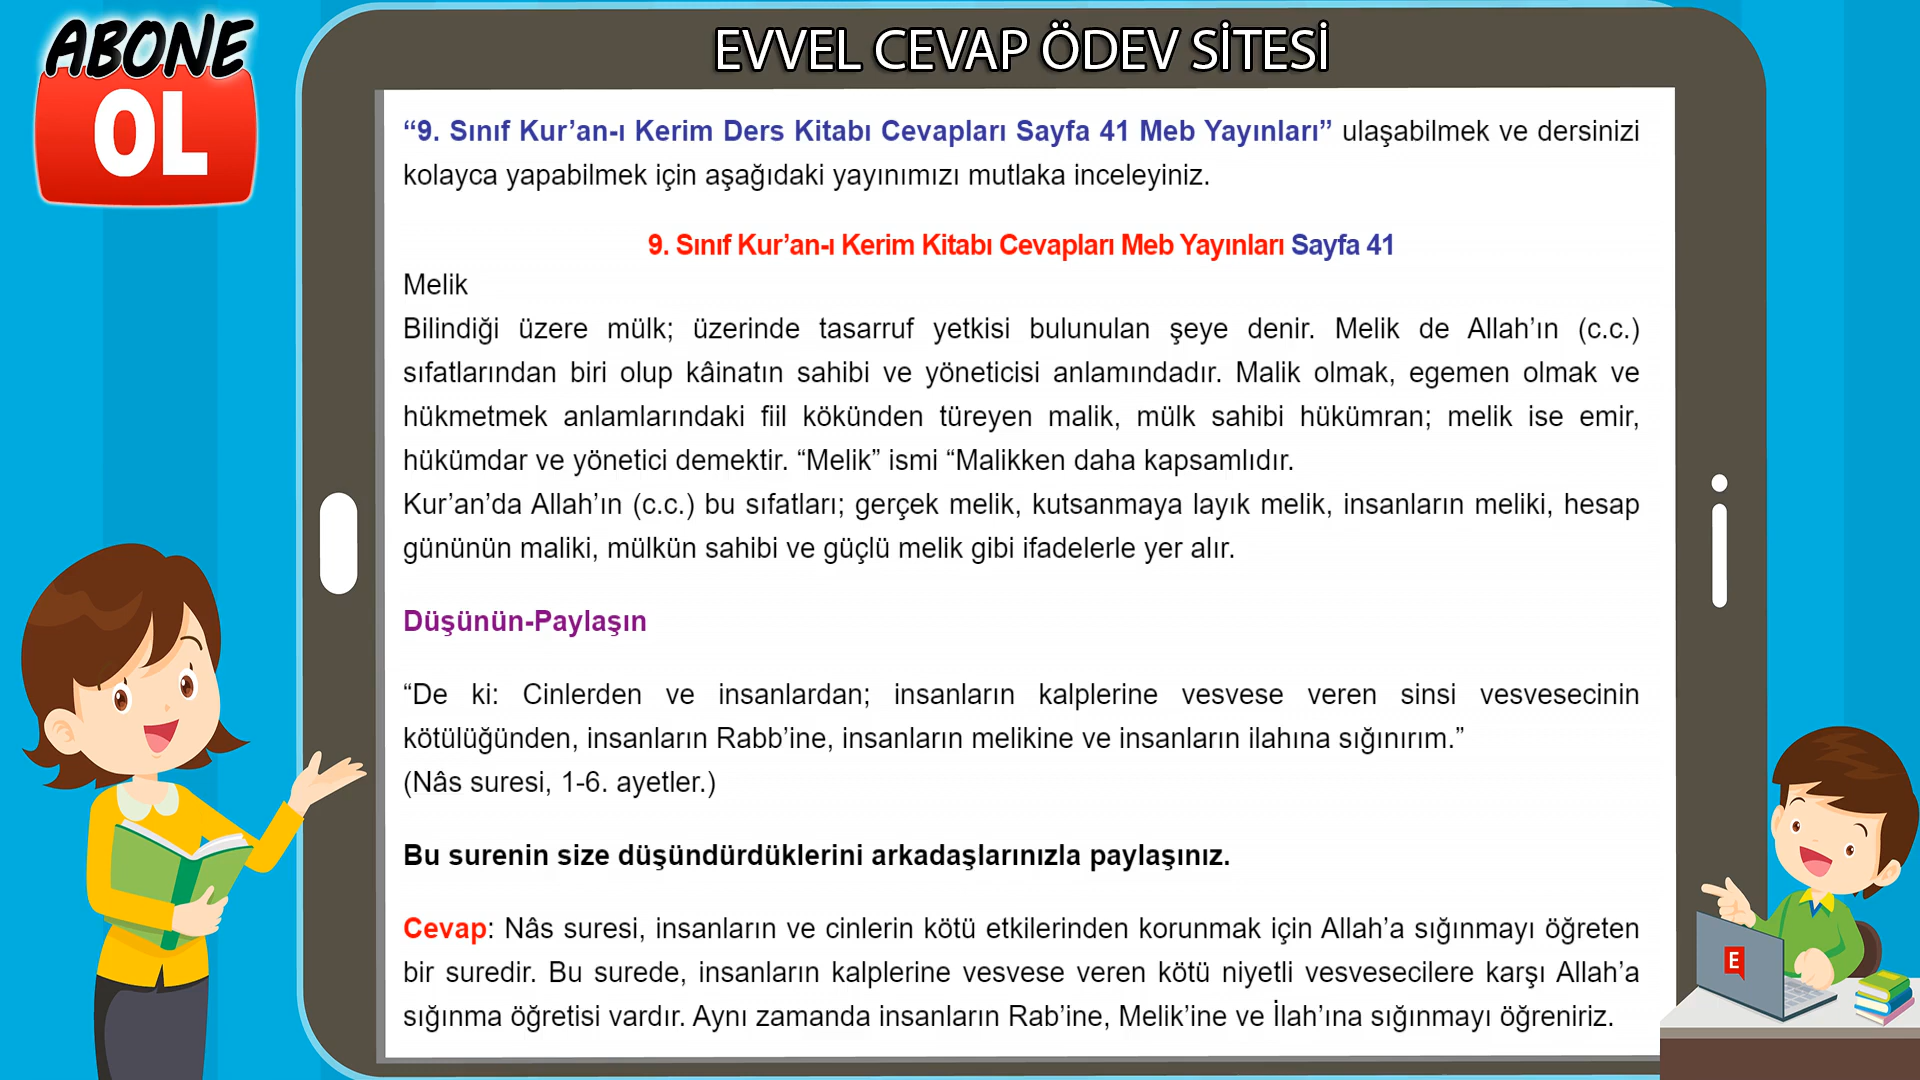 ABONE
OL
EVVEL CEVAP ÖDEV SİTESİ
“9. Sınıf Kur’an-ı Kerim Ders Kitabı Cevapları Sayfa 41 Meb Yayınları” ulaşabilmek ve dersinizi
kolayca yapabilmek için aşağıdaki yayınımızı mutlaka inceleyiniz.
9. Sınıf Kur’an-ı Kerim Kitabı Cevapları Meb Yayınları Sayfa 41
Melik
Bilindiği üzere mülk; üzerinde tasarruf yetkisi bulunulan şeye denir. Melik de Allah’ın (c.c.)
sıfatlarından biri olup kâinatın sahibi ve yöneticisi anlamındadır. Malik olmak, egemen olmak ve
hükmetmek anlamlarındaki fiil kökünden türeyen malik, mülk sahibi hükümran; melik ise emir,
hükümdar ve yönetici demektir. “Melik” ismi “Malikken daha kapsamlıdır.
Kur’an’da Allah’ın (c.c.) bu sıfatları; gerçek melik, kutsanmaya layık melik, insanların meliki, hesap
gününün maliki, mülkün sahibi ve güçlü melik gibi ifadelerle yer alır.
Düşünün-Paylaşın
“De ki: Cinlerden ve insanlardan; insanların kalplerine vesvese veren sinsi vesvesecinin
kötülüğünden, insanların Rabb’ine, insanların melikine ve insanların ilahına sığınırım.”
(Nâs suresi, 1-6. ayetler.)
Bu surenin size düşündürdüklerini arkadaşlarınızla paylaşınız.
Cevap: Nâs suresi, insanların ve cinlerin kötü etkilerinden korunmak için Allah’a sığınmayı öğreten
bir suredir. Bu surede, insanların kalplerine vesvese veren kötü niyetli vesvesecilere karşı Allah’a
sığınma öğretisi vardır. Aynı zamanda insanların Rab’ine, Melik’ine ve İlah’ına sığınmayı öğreniriz.
E